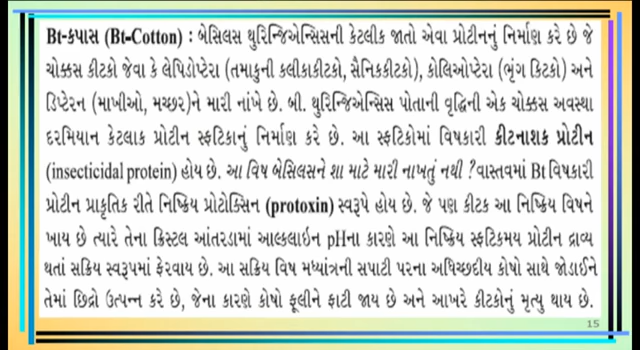 Bt-કપાસ (Bt-Cotton) : બેસિલસ થુરિન્જિએન્સિસની કેટલીક જાતો એવા પ્રોટીનનું નિર્માણ કરે છે જે
ચોક્કસ કીટકો જેવા કે લેપિડોપ્ટેરા (તમાકુની કલીકાકીટકો, સૈનિકકીટકો), કોલિઓપ્ટેરા (ભૃંગ કિટકો) અને
ડિપ્ટેરન (માખીઓ, મચ્છર)ને મારી નાંખે છે. બી. થુરિન્જિએન્સિસ પોતાની વૃદ્ધિની એક ચોક્કસ અવસ્થા
દરમિયાન કેટલાક પ્રોટીન સ્ફટિકાનું નિર્માણ કરે છે. આ સ્ફટિકોમાં વિષકારી કીટનાશક પ્રોટીન
(insecticidal protein) હોય છે. આ વિષ બેસિલસને શા માટે મારી નાખતું નથી ? વાસ્તવમાં Bt વિષકારી
પ્રોટીન પ્રાકૃતિક રીતે નિષ્ક્રિય પ્રોટોક્સિન (protoxin) સ્વરૂપે હોય છે. જે પણ કીટક આ નિષ્ક્રિય વિષને
ખાય છે ત્યારે તેના ક્રિસ્ટલ આંતરડામાં આલ્કલાઇન pHના કારણે આ નિષ્ક્રિય સ્ફટિકમય પ્રોટીન દ્રાવ્ય
થતાં સક્રિય સ્વરૂપમાં ફેરવાય છે. આ સક્રિય વિષ મધ્યાંત્રની સપાટી પરના અધિચ્છદીય કોષો સાથે જોડાઈને
તેમાં છિદ્રો ઉત્પન્ન કરે છે, જેના કારણે કોષો ફૂલીને ફાટી જાય છે અને આખરે કીટકોનું મૃત્યુ થાય છે.
15